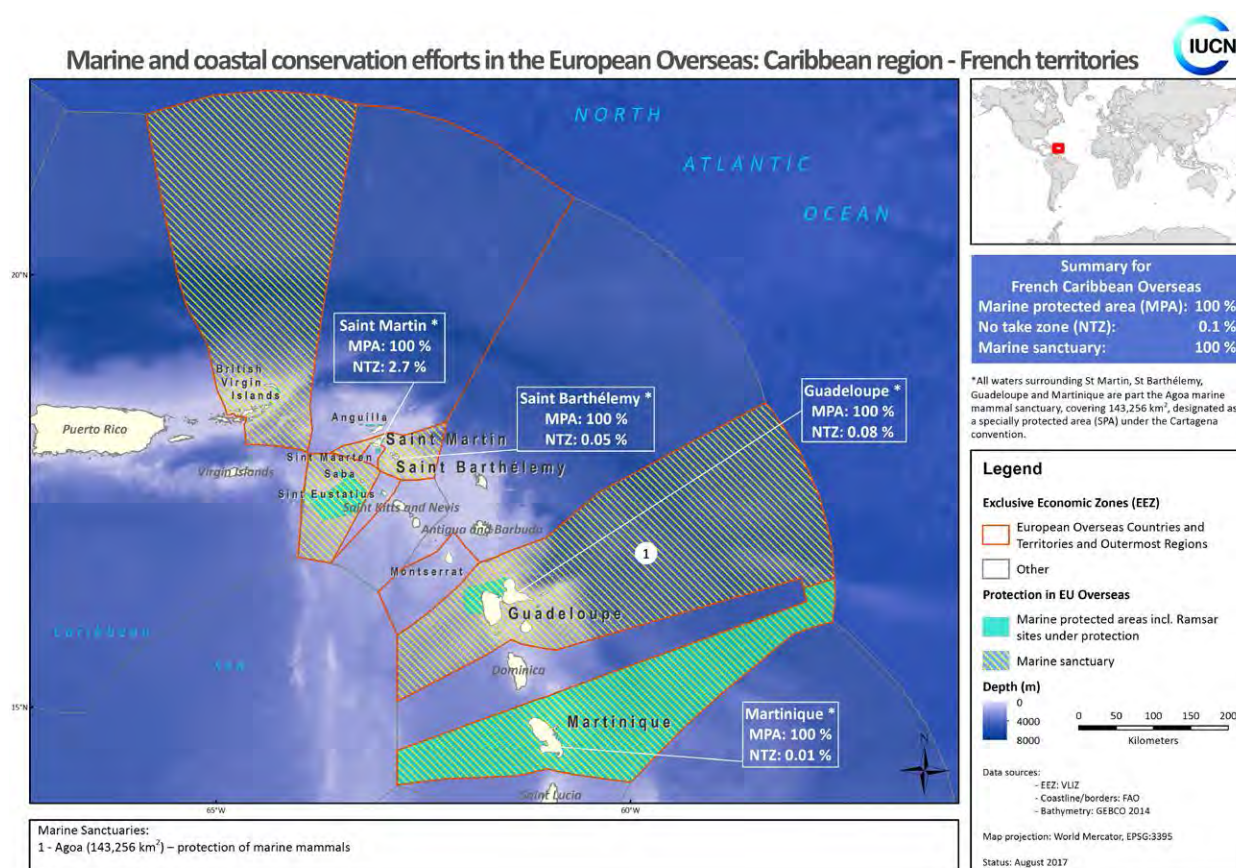 IUCN
Marine and coastal conservation efforts in the European Overseas: Caribbean region - French territories
NORTH
ATLANTIC
OCEAN
20°N
Saint Martin *
MPA: 100 %
NTZ: 2.7 %
British
Virgin
Islands
Saint Barthélemy *
MPA: 100 %
NTZ: 0.05 %
Guadeloupe *
MPA: 100 %
NTZ: 0.08 %
Anguilla
Puerto Rico
Saint Martin
Sint Maarten
Saint Barthélemy
Virgin Islands
Saba
Sint Eustatius
Saint Kitts and Nevis
Antigua and Barbuda
1
Montserrat
Guadeloupe
Caribbean
Sea
Dominica
15°N
Martinique
Martinique *
MPA: 100 %
NTZ: 0.01 %
N
Saint Lucia
65°W
60°W
Marine Sanctuaries:
1 - Agoa (143,256 km²) – protection of marine mammals
Summary for
French Caribbean Overseas
Marine protected area (MPA): 100 %
No take zone (NTZ): 0.1 %
Marine sanctuary: 100 %
*All waters surrounding St Martin, St Barthélemy,
Guadeloupe and Martinique are part the Agoa marine
mammal sanctuary, covering 143,256 km², designated as
a specially protected area (SPA) under the Cartagena
convention.
Legend
Exclusive Economic Zones (EEZ)
European Overseas Countries and
Territories and Outermost Regions
Other
Protection in EU Overseas
Marine protected areas incl. Ramsar
sites under protection
Marine sanctuary
Depth (m)
0
4000
8000
0 50 100 150 200
Kilometers
Data sources:
- EEZ: VLIZ
- Coastline/borders: FAO
- Bathymetry: GEBCO 2014
Map projection: World Mercator, EPSG:3395
Status: August 2017